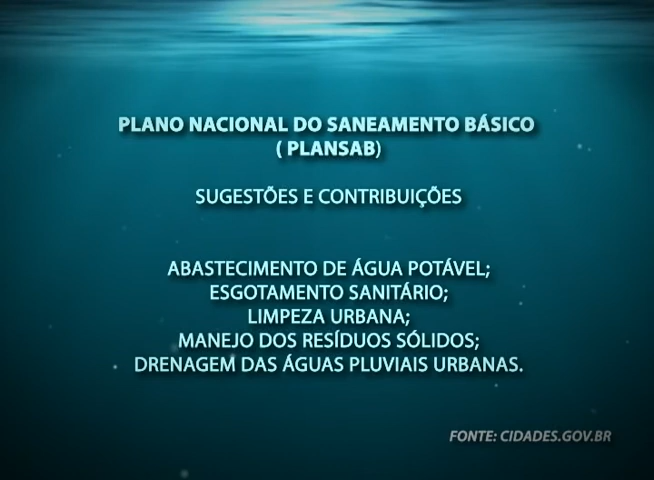 PLANO NACIONAL DO SANEAMENTO BÁSICO
( PLANSAB)
SUGESTÕES E CONTRIBUIÇÕES
ABASTECIMENTO DE ÁGUA POTÁVEL;
ESGOTAMENTO SANITÁRIO;
LIMPEZA URBANA;
MANEJO DOS RESÍDUOS SÓLIDOS;
DRENAGEM DAS ÁGUAS PLUVIAIS URBANAS.
FONTE: CIDADES.GOV.BR